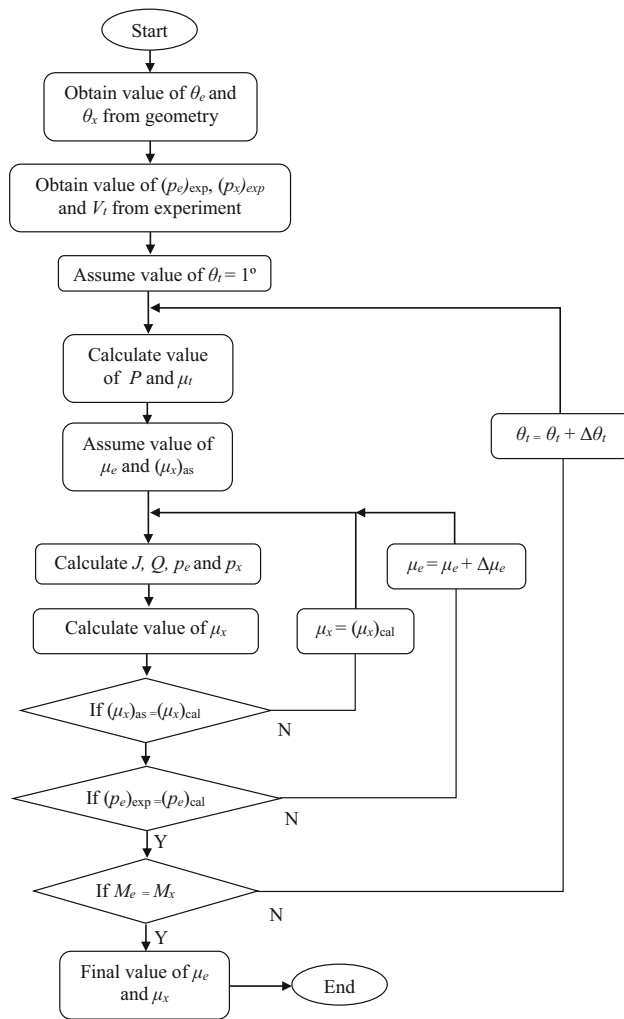 Start
Obtain value of θe and
θx from geometry
Obtain value of (pe)exp, (px)exp
and Vt from experiment
Assume value of θt = 1º
Calculate value
of P and μt
Assume value of
μe and (μx)as
θt = θt + Δθt
Calculate J, Q, pe and px
μe = μe + Δμe
Calculate value of μx
μx = (μx)cal
If (μx)as =(μx)cal
N
If (pe)exp =(pe)cal
N
Y
If Me = Mx
N
Y
Final value of μe
and μx
End